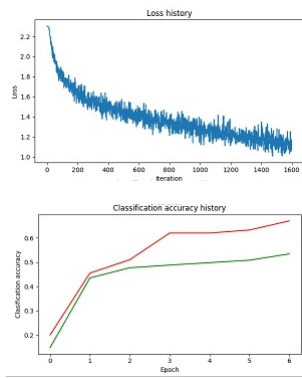 Loss history
2.2
2.0
1.8
1.6
1.4
1.2
1.0
Loss
0 200 400 600 800 1000 1200 1400 1600
Iteration
Classification accuracy history
0.6
0.5
0.4
0.3
0.2
Clasification accuracy
0 1 2 3 4 5 6
Epoch